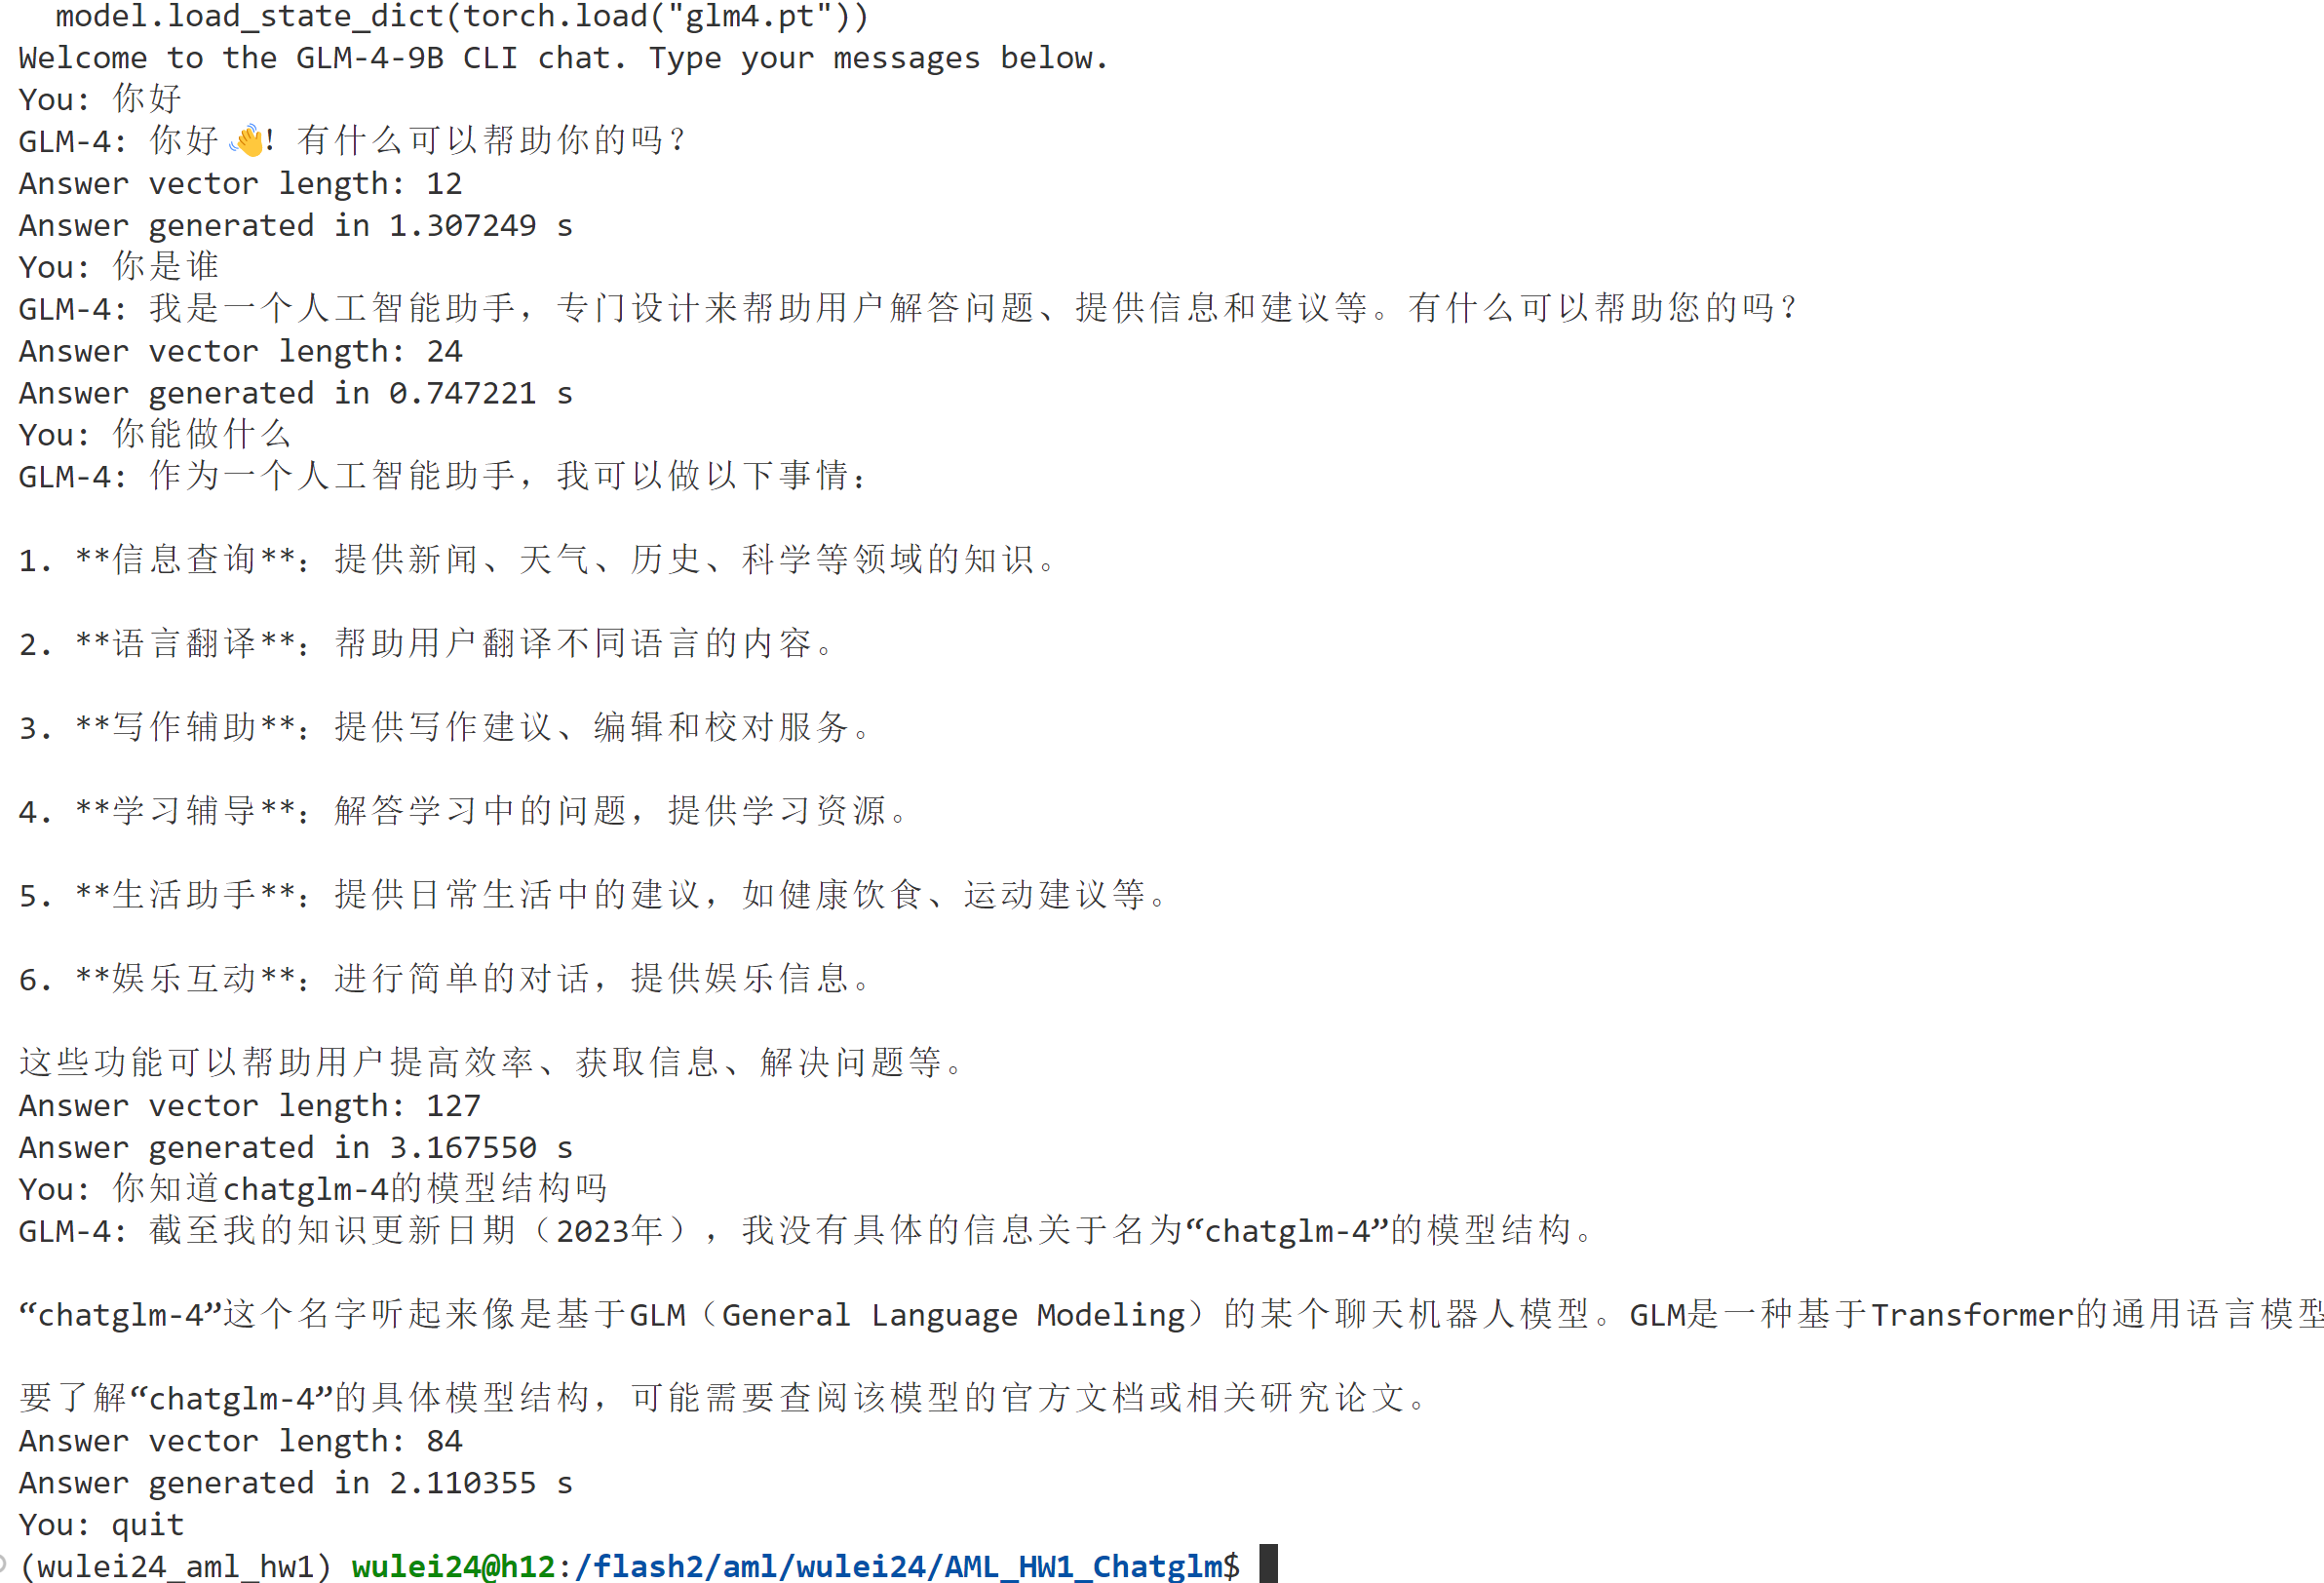 model.load_state_dict(torch.load("glm4.pt"))
Welcome to the GLM-4-9B CLI chat. Type your messages below.
You: 你好
GLM-4: 你好👋！有什么可以帮助你的吗？
Answer vector length: 12
Answer generated in 1.307249 s
You: 你是谁
GLM-4: 我是一个人工智能助手，专门设计来帮助用户解答问题、提供信息和建议等。有什么可以帮助您的吗？
Answer vector length: 24
Answer generated in 0.747221 s
You: 你能做什么
GLM-4: 作为一个人工智能助手，我可以做以下事情：
1. **信息查询**：提供新闻、天气、历史、科学等领域的知识。
2. **语言翻译**：帮助用户翻译不同语言的内容。
3. **写作辅助**：提供写作建议、编辑和校对服务。
4. **学习辅导**：解答学习中的问题，提供学习资源。
5. **生活助手**：提供日常生活中的建议，如健康饮食、运动建议等。
6. **娱乐互动**：进行简单的对话，提供娱乐信息。
这些功能可以帮助用户提高效率、获取信息、解决问题等。
Answer vector length: 127
Answer generated in 3.167550 s
You: 你知道chatglm-4的模型结构吗
GLM-4: 截至我的知识更新日期（2023年），我没有具体的信息关于名为“chatglm-4”的模型结构。
“chatglm-4”这个名字听起来像是基于GLM（General Language Modeling）的某个聊天机器人模型。GLM是一种基于Transformer的通用语言模型
要了解“chatglm-4”的具体模型结构，可能需要查阅该模型的官方文档或相关研究论文。
Answer vector length: 84
Answer generated in 2.110355 s
You: quit
(wulei24_aml_hw1) wulei24@h12:/flash2/aml/wulei24/AML_HW1_Chatglm$